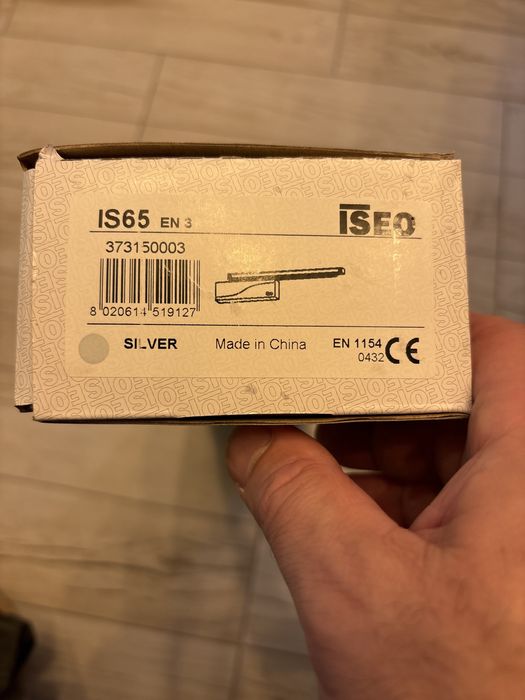 IS65 EN 3
ISEO
373150003
8 020614 519127
SILVER
Made in China
EN 1154
0432 CE